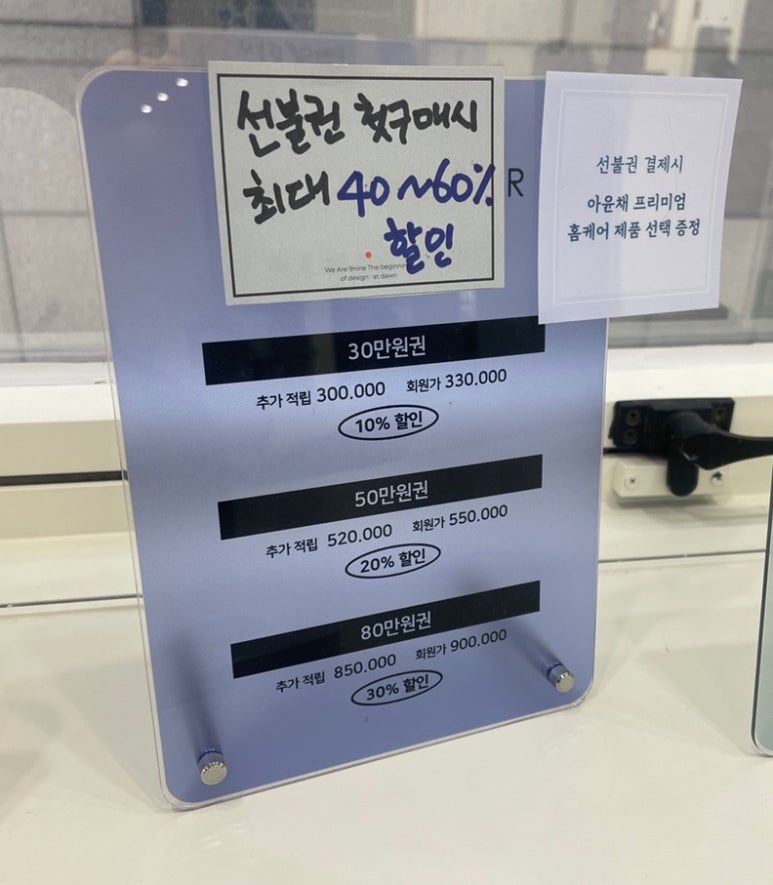 선불권 첫구매시
최대 40~60%
할인
R
We Are 9nine The beginnin
of design : at dawn
선불권 결제시
아윤채 프리미엄
홈케어 제품 선택 증정
30만원권
추가 적립 300.000 회원가 330.000
10% 할인
50만원권
추가 적립 520.000 회원가 550.000
20% 할인
80만원권
추가 적립 850.000 회원가 900.000
30% 할인